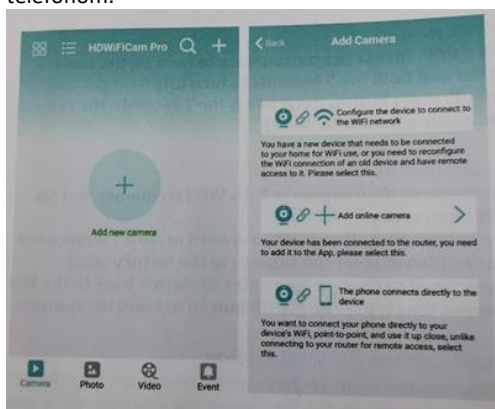 telefonom.
HDWiFiCam Pro
Add new camera
Camera
Photo
Video
Event
Back
Add Camera
Configure the device to connect to
the WiFi network
You have a new device that needs to be connected
to your home for WiFi use, or you need to reconfigure
the WiFi connection of an old device and have remote
access to it. Please select this.
Add online camera
Your device has been connected to the router, you need
to add it to the App, please select this.
The phone connects directly to the
device
You want to connect your phone directly to your
device's WiFi, point-to-point, and use it up close, unlike
connecting to your router for remote access, select
this.